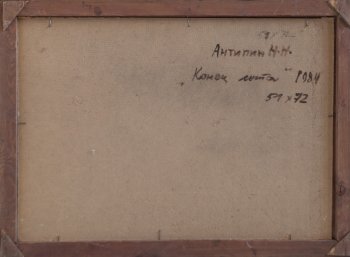 Антипин Н.Н.
„Конец лета" 1984
51 x 72